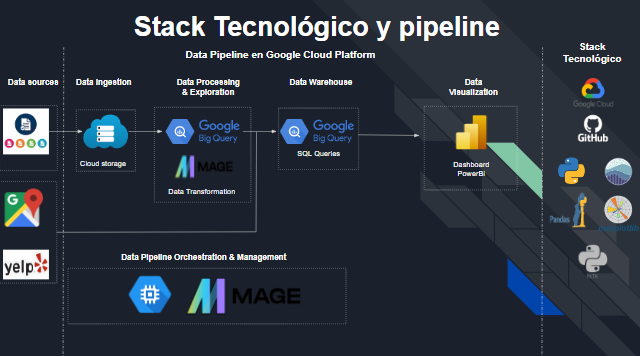 Stack Tecnológico y pipeline
Data Pipeline en Google Cloud Platform
Stack
Tecnológico
Data sources
Data Ingestion
Data Processing
& Exploration
Data Warehouse
Data
Visualization
Google Cloud
Cloud storage
Google
Big Query
MAGE
Data Transformation
Google
Big Query
SQL Queries
Dashboard
PowerBi
GitHub
G
yelp
Pandas
Data Pipeline Orchestration & Management
MAGE